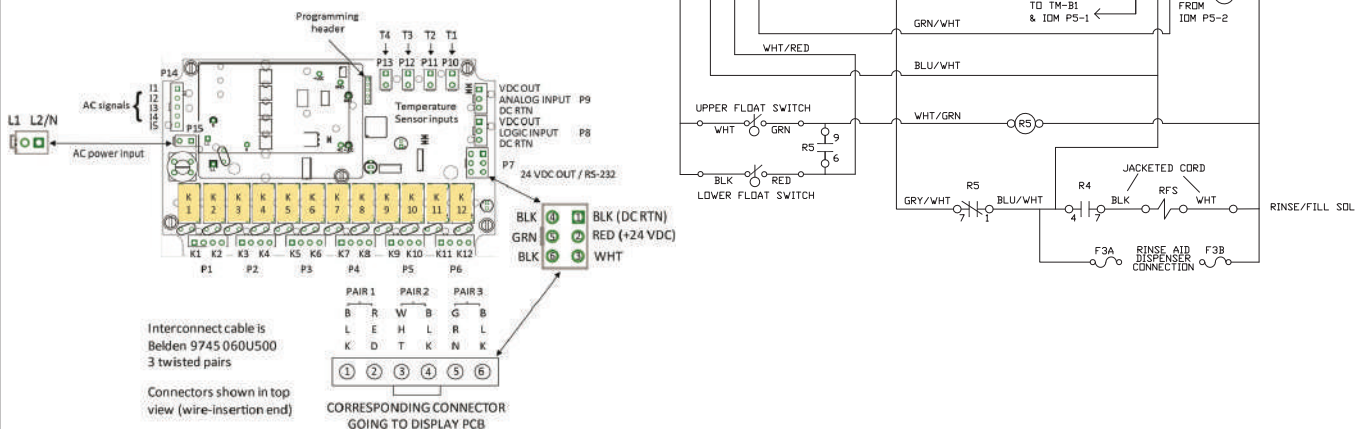 Programming
header
T4 T3 T2 T1
P13 P12 P11 P10
P14
I1
I2
I3
I4
I5
AC signals
L1 L2/N
P15
AC power input
Temperature
Sensor inputs
VDC OUT
ANALOG INPUT P9
DC RTN
VDC OUT
LOGIC INPUT P8
DC RTN
P7
24 VDC OUT / RS-232
K 1
K 2
K 3
K 4
K 5
K 6
K 7
K 8
K 9
K 10
K 11
K 12
K1 K2 K3 K4 K5 K6 K7 K8 K9 K10 K11 K12
P1 P2 P3 P4 P5 P6
BLK 4 1 BLK (DC RTN)
GRN 5 2 RED (+24 VDC)
BLK 6 3 WHT
PAIR 1 PAIR 2 PAIR 3
BLK RED WHT BLK GRN BLK
1 2 3 4 5 6
Interconnect cable is
Belden 9745 060U500
3 twisted pairs
Connectors shown in top
view (wire-insertion end)
CORRESPONDING CONNECTOR
GOING TO DISPLAY PCB
TO TM-B1
& IOM P5-1
FROM
IOM P5-2
GRN/WHT
WHT/RED
BLU/WHT
UPPER FLOAT SWITCH
WHT GRN
WHT/GRN
R5
9
R5
6
BLK RED
LOWER FLOAT SWITCH
JACKETED CORD
GRY/WHT R5 BLU/WHT R4 BLK RFS WHT
7 1 4 7
RINSE/FILL SOL
F3A RINSE AID F3B
DISPENSER
CONNECTION